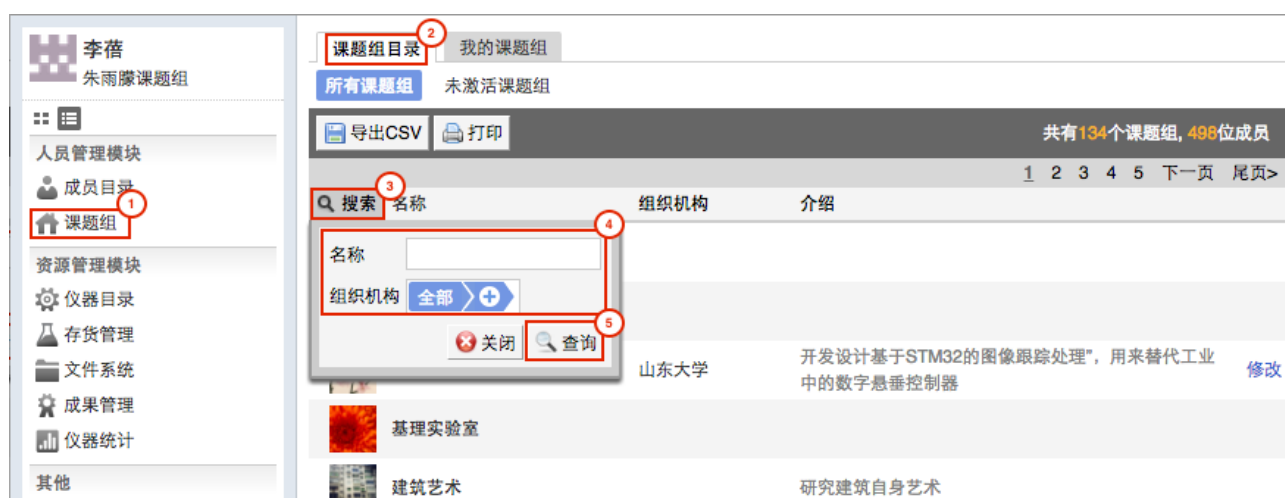 李蓓
朱雨朦课题组
人员管理模块
成员目录
1
课题组
资源管理模块
仪器目录
存货管理
文件系统
成果管理
仪器统计
其他
课题组目录 2 我的课题组
所有课题组 未激活课题组
导出CSV 打印 共有134个课题组, 498位成员
1 2 3 4 5 下一页 尾页>
3
搜索 名称 组织机构 介绍
4
名称
组织机构 全部
5
关闭 查询
山东大学 开发设计基于STM32的图像跟踪处理”，用来替代工业 修改
中的数字悬垂控制器
基理实验室
建筑艺术 研究建筑自身艺术